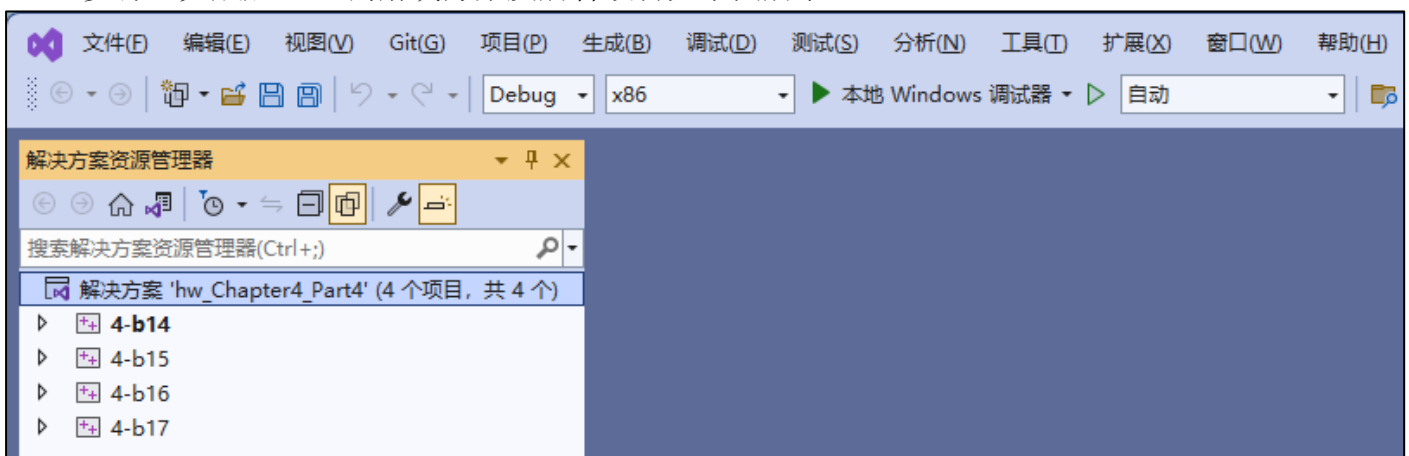 文件(F) 编辑(E) 视图(V) Git(G) 项目(P) 生成(B) 调试(D) 测试(S) 分析(N) 工具(T) 扩展(X) 窗口(W) 帮助(H)
Debug x86 本地 Windows 调试器 自动
解决方案资源管理器
搜索解决方案资源管理器(Ctrl+;)
解决方案 'hw_Chapter4_Part4' (4 个项目，共 4 个)
4-b14
4-b15
4-b16
4-b17